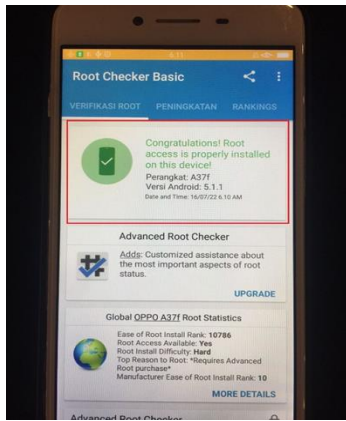 6:11
Root Checker Basic
VERIFIKASI ROOT PENINGKATAN RANKINGS
Congratulations! Root
access is properly installed
on this device!
Perangkat: A37f
Versi Android: 5.1.1
Date and Time: 16/07/22 6.10 AM
Advanced Root Checker
Adds: Customized assistance about
the most important aspects of root
status.
UPGRADE
Global OPPO A37f Root Statistics
Ease of Root Install Rank: 10786
Root Access Available: Yes
Root Install Difficulty: Hard
Top Reason to Root: *Requires Advanced
Root purchase*
Manufacturer Ease of Root Install Rank: 10
MORE DETAILS
Advanced Root Checker